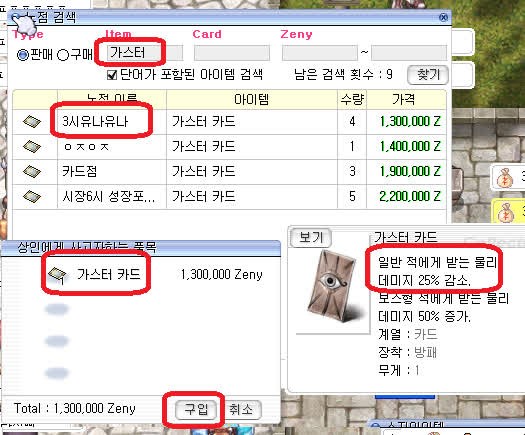 노점 검색
Type Item Card Zeny
판매 구매 가스터 ~
단어가 포함된 아이템 검색 남은 검색 횟수 : 9 찾기
노점 이름 아이템 수량 가격
3시유나유나 가스터 카드 4 1,300,000 Z
ㅇㅈㅇㅈ 가스터 카드 1 1,400,000 Z
카드점 가스터 카드 3 1,900,000 Z
시장6시 성장포... 가스터 카드 5 2,200,000 Z
상인에게 사고자하는 품목
가스터 카드 1,300,000 Zeny
1
Total : 1,300,000 Zeny 구입 취소
보기
가스터 카드
일반 적에게 받는 물리
데미지 25% 감소.
보스형 적에게 받는 물리
데미지 50% 증가.
계열 : 카드
장착 : 방패
무게 : 1